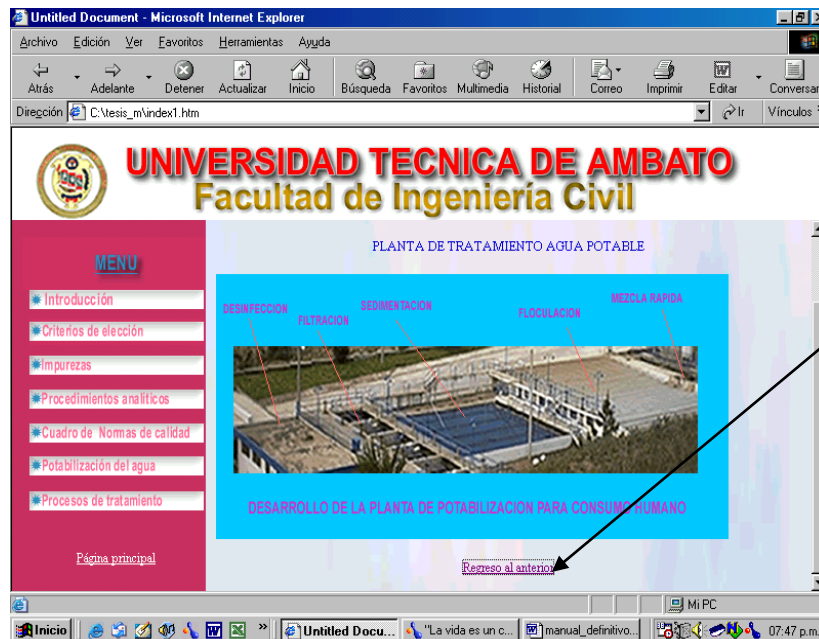 Untitled Document - Microsoft Internet Explorer
Archivo Edición Ver Favoritos Herramientas Ayuda
Atrás Adelante Detener Actualizar Inicio Búsqueda Favoritos Multimedia Historial Correo Imprimir Editar Conversar
Dirección C:\tesis_m\index1.htm Ir Vínculos
UNIVERSIDAD TECNICA DE AMBATO
Facultad de Ingeniería Civil
MENU
Introducción
Criterios de elección
Impurezas
Procedimientos analíticos
Cuadro de Normas de calidad
Potabilización del agua
Procesos de tratamiento
Página principal
PLANTA DE TRATAMIENTO AGUA POTABLE
DESINFECCION FILTRACION SEDIMENTACION FLOCULACION MEZCLA RAPIDA
DESARROLLO DE LA PLANTA DE POTABILIZACION PARA CONSUMO HUMANO
Regreso al anterior
Mi PC
Inicio Untitled Docu... "La vida es un c... manual_definitivo... 07:47 p.m.